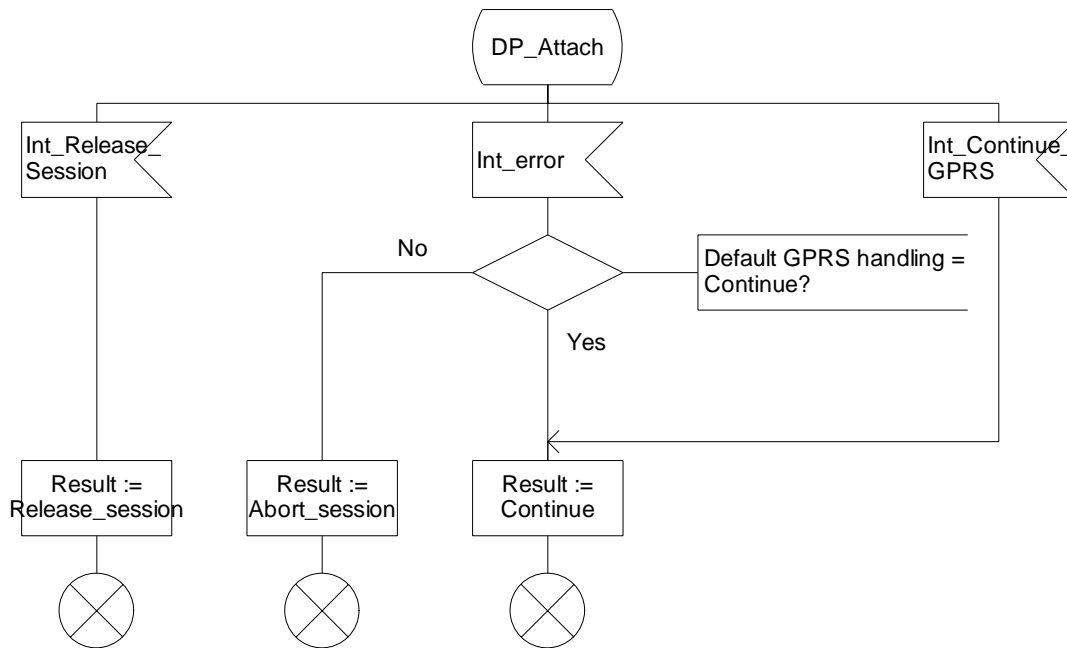 DP_Attach
Int_Release_
Session
Int_error
Int_Continue_
GPRS
No
Default GPRS handling =
Continue?
Yes
Result :=
Release_session
Result :=
Abort_session
Result :=
Continue